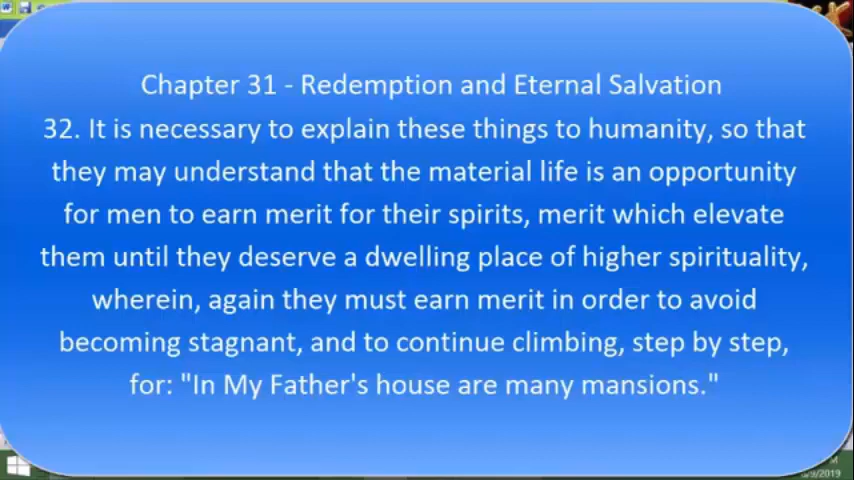 Chapter 31 - Redemption and Eternal Salvation
32. It is necessary to explain these things to humanity, so that
they may understand that the material life is an opportunity
for men to earn merit for their spirits, merit which elevate
them until they deserve a dwelling place of higher spirituality,
wherein, again they must earn merit in order to avoid
becoming stagnant, and to continue climbing, step by step,
for: "In My Father's house are many mansions."